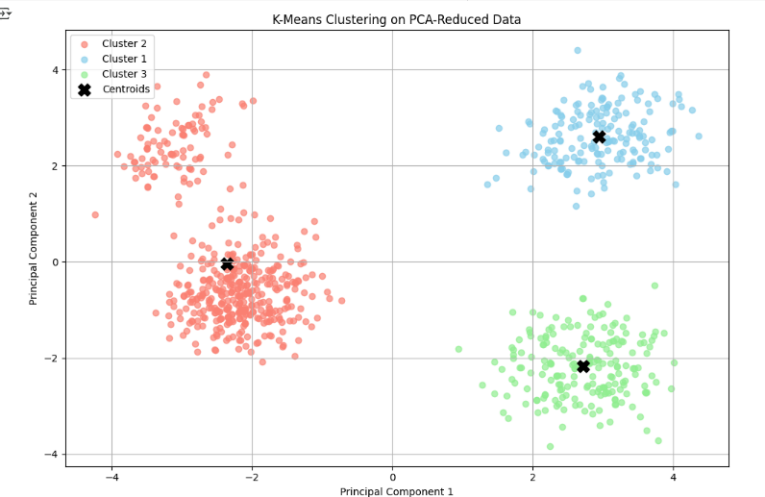 K-Means Clustering on PCA-Reduced Data
Cluster 2
Cluster 1
Cluster 3
Centroids
4
2
0
−2
−4
Principal Component 2
−4
−2
0
2
4
Principal Component 1